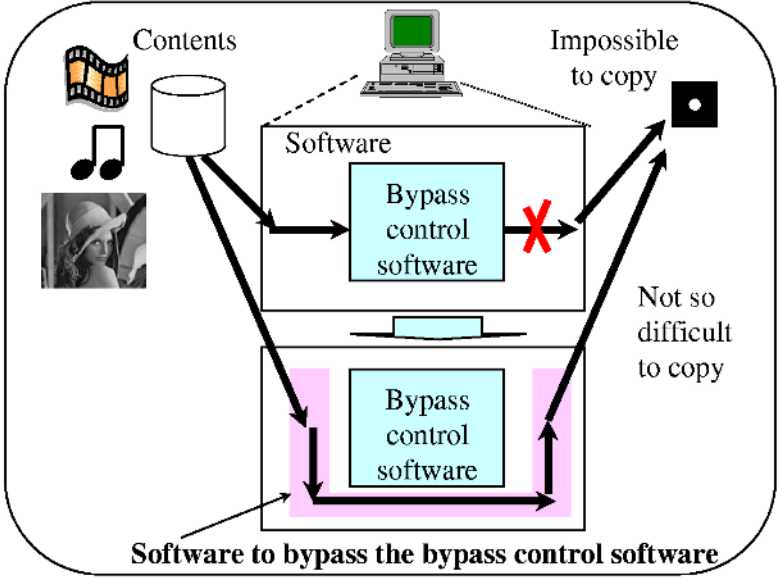 Contents
Impossible
to copy
Software
Bypass
control
software
Not so
difficult
to copy
Bypass
control
software
Software to bypass the bypass control software